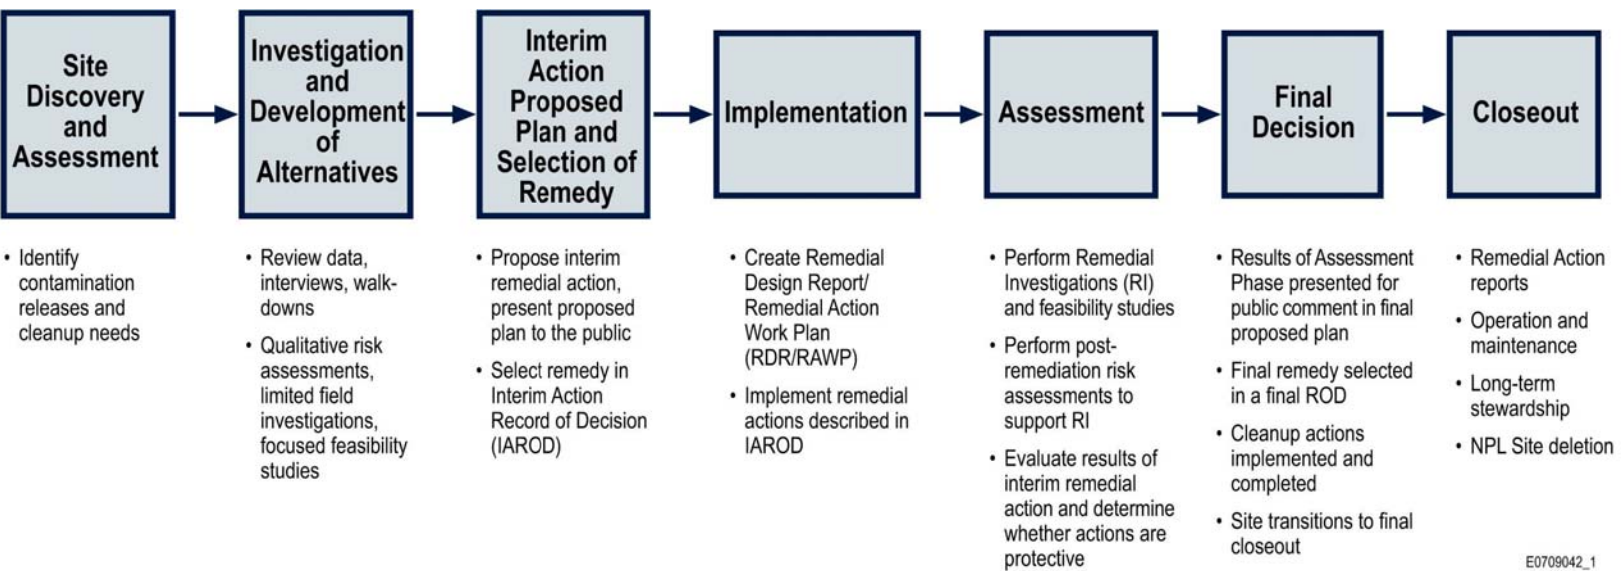 Site
Discovery
and
Assessment
Investigation
and
Development
of
Alternatives
Interim
Action
Proposed
Plan and
Selection of
Remedy
Implementation
Assessment
Final
Decision
Closeout
• Identify
contamination
releases and
cleanup needs
• Review data,
interviews, walk-
downs
• Qualitative risk
assessments,
limited field
investigations,
focused feasibility
studies
• Propose interim
remedial action,
present proposed
plan to the public
• Select remedy in
Interim Action
Record of Decision
(IAROD)
• Create Remedial
Design Report/
Remedial Action
Work Plan
(RDR/RAWP)
• Implement remedial
actions described in
IAROD
• Perform Remedial
Investigations (RI)
and feasibility studies
• Perform post-
remediation risk
assessments to
support RI
• Evaluate results of
interim remedial
action and determine
whether actions are
protective
• Results of Assessment
Phase presented for
public comment in final
proposed plan
• Final remedy selected
in a final ROD
• Cleanup actions
implemented and
completed
• Site transitions to final
closeout
• Remedial Action
reports
• Operation and
maintenance
• Long-term
stewardship
• NPL Site deletion
E0709042_1